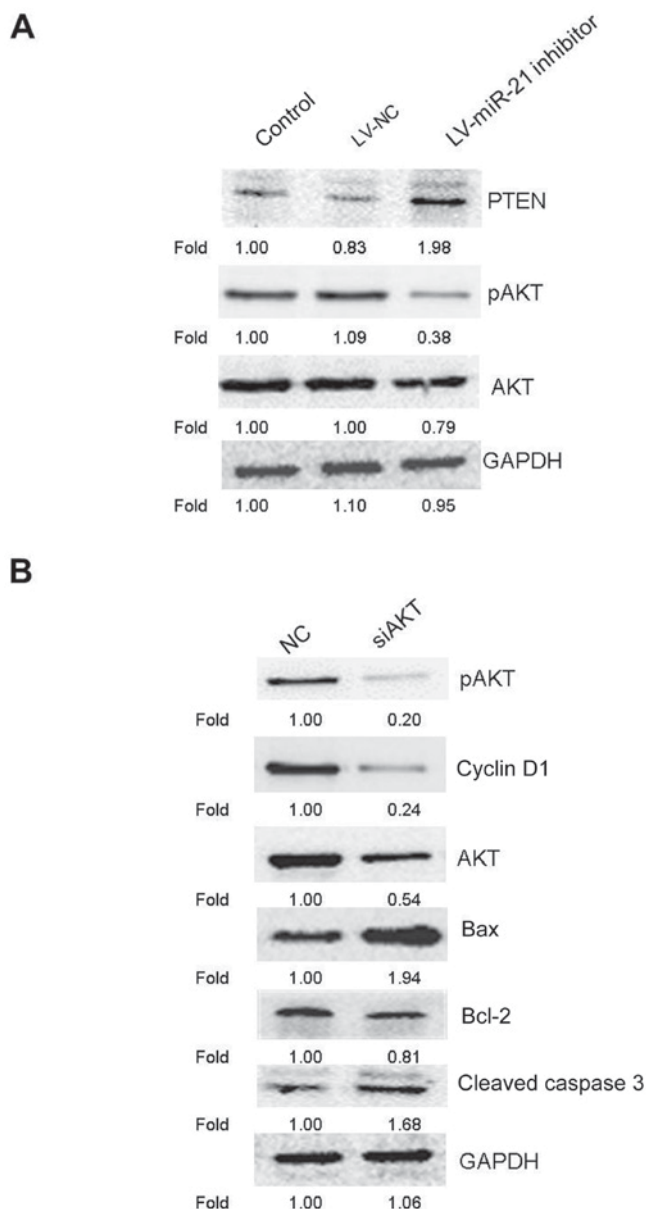 A
Control LV-NC LV-miR-21 inhibitor
PTEN
Fold 1.00 0.83 1.98
pAKT
Fold 1.00 1.09 0.38
AKT
Fold 1.00 1.00 0.79
GAPDH
Fold 1.00 1.10 0.95
B
NC siAKT
pAKT
Fold 1.00 0.20
Cyclin D1
Fold 1.00 0.24
AKT
Fold 1.00 0.54
Bax
Fold 1.00 1.94
Bcl-2
Fold 1.00 0.81
Cleaved caspase 3
Fold 1.00 1.68
GAPDH
Fold 1.00 1.06